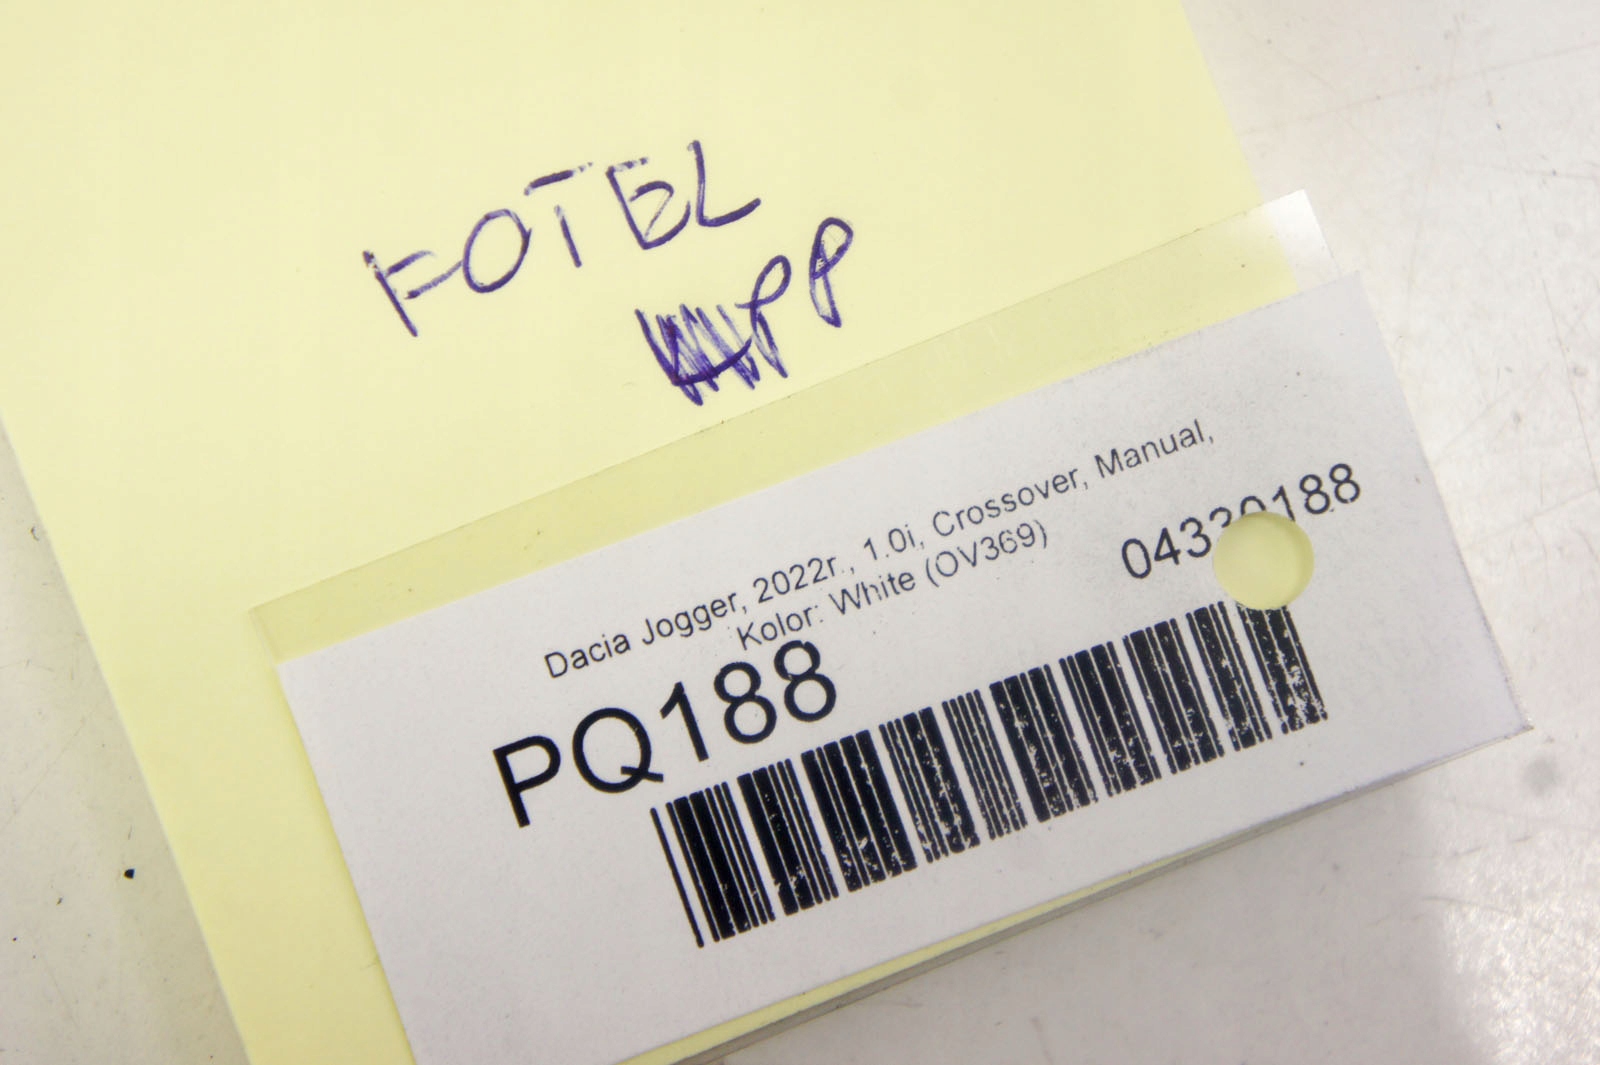 FOTEL
PP
Dacia Jogger, 2022r., 1.0i, Crossover, Manual,
Kolor: White (OV369)
PQ188